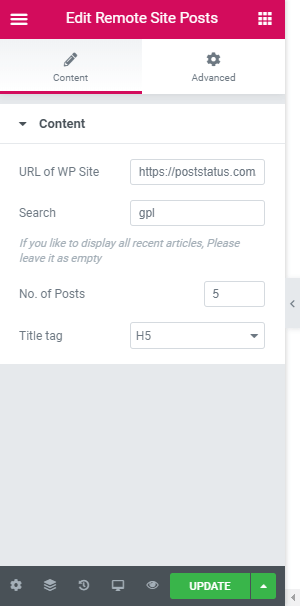 Edit Remote Site Posts
Content
Advanced
Content
URL of WP Site
https://poststatus.com
Search
gpl
If you like to display all recent articles, Please
leave it as empty
No. of Posts
5
Title tag
H5
UPDATE